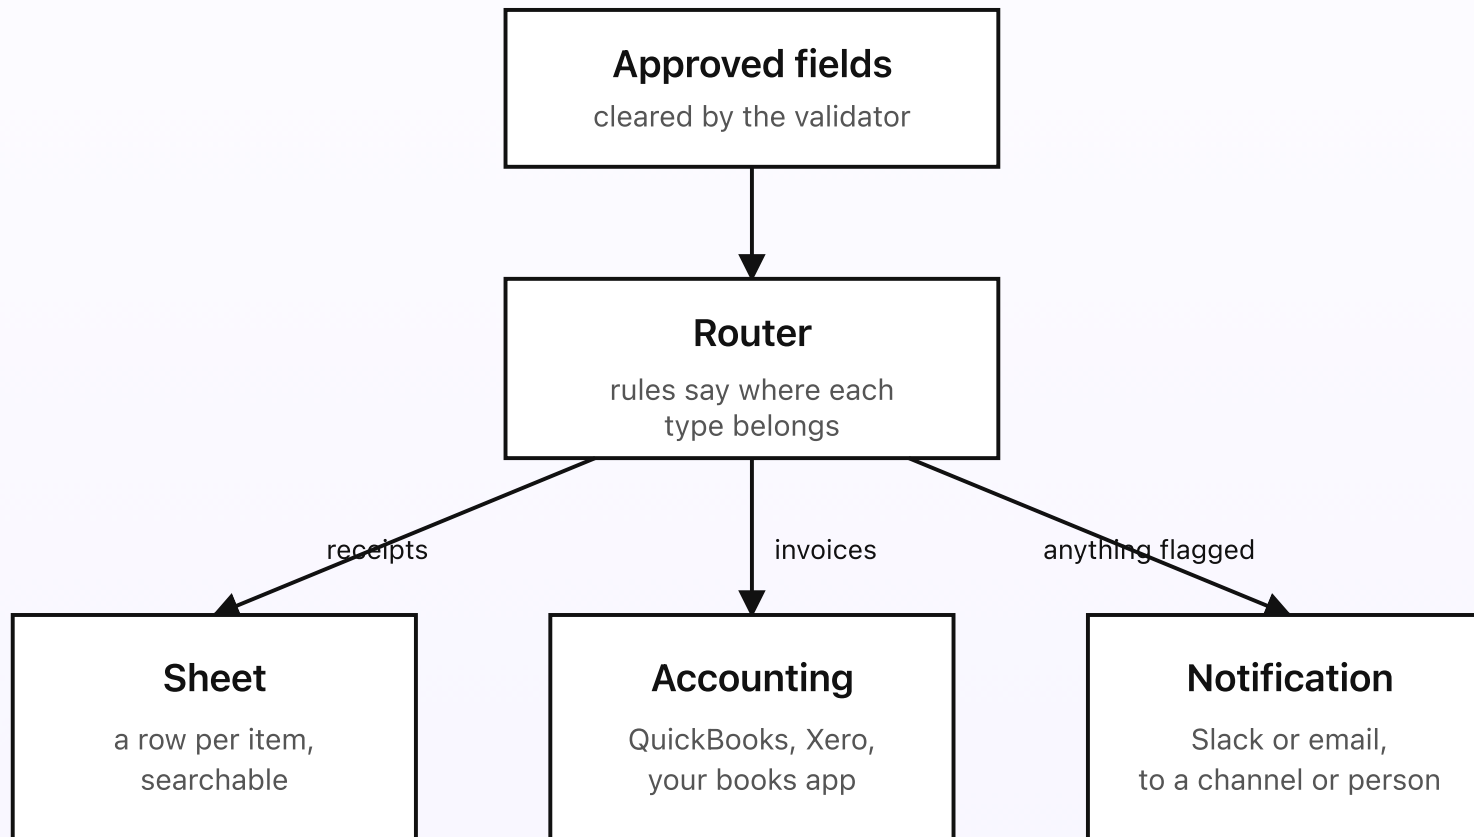 Approved fields
cleared by the validator
Router
rules say where each
type belongs
receipts
invoices
anything flagged
Sheet
a row per item,
searchable
Accounting
QuickBooks, Xero,
your books app
Notification
Slack or email,
to a channel or person